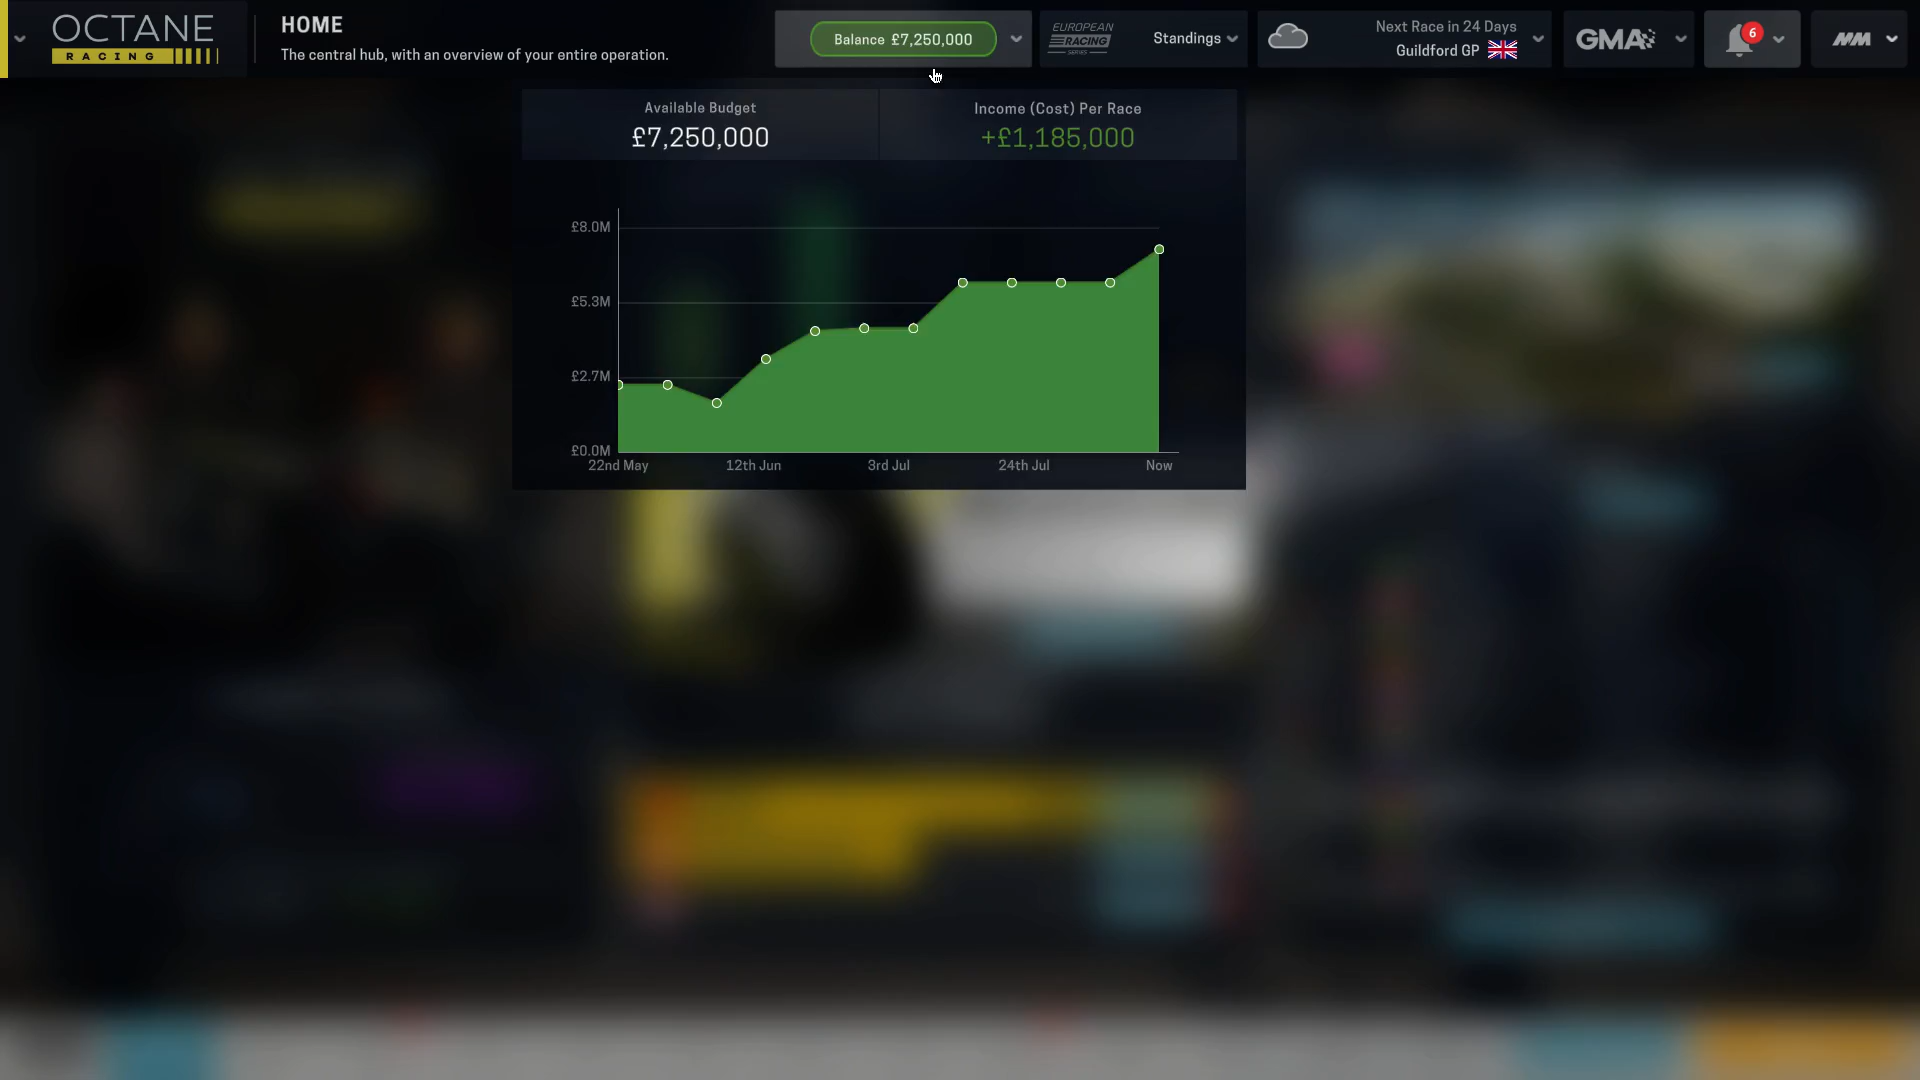 OCTANE
RACING
HOME
The central hub, with an overview of your entire operation.
Balance £7,250,000
EUROPEAN
RACING
SERIES
Standings
Next Race in 24 Days
Guildford GP
GMA
6
MM
Available Budget
£7,250,000
Income (Cost) Per Race
+£1,185,000
£8.0M
£5.3M
£2.7M
£0.0M
22nd May
12th Jun
3rd Jul
24th Jul
Now